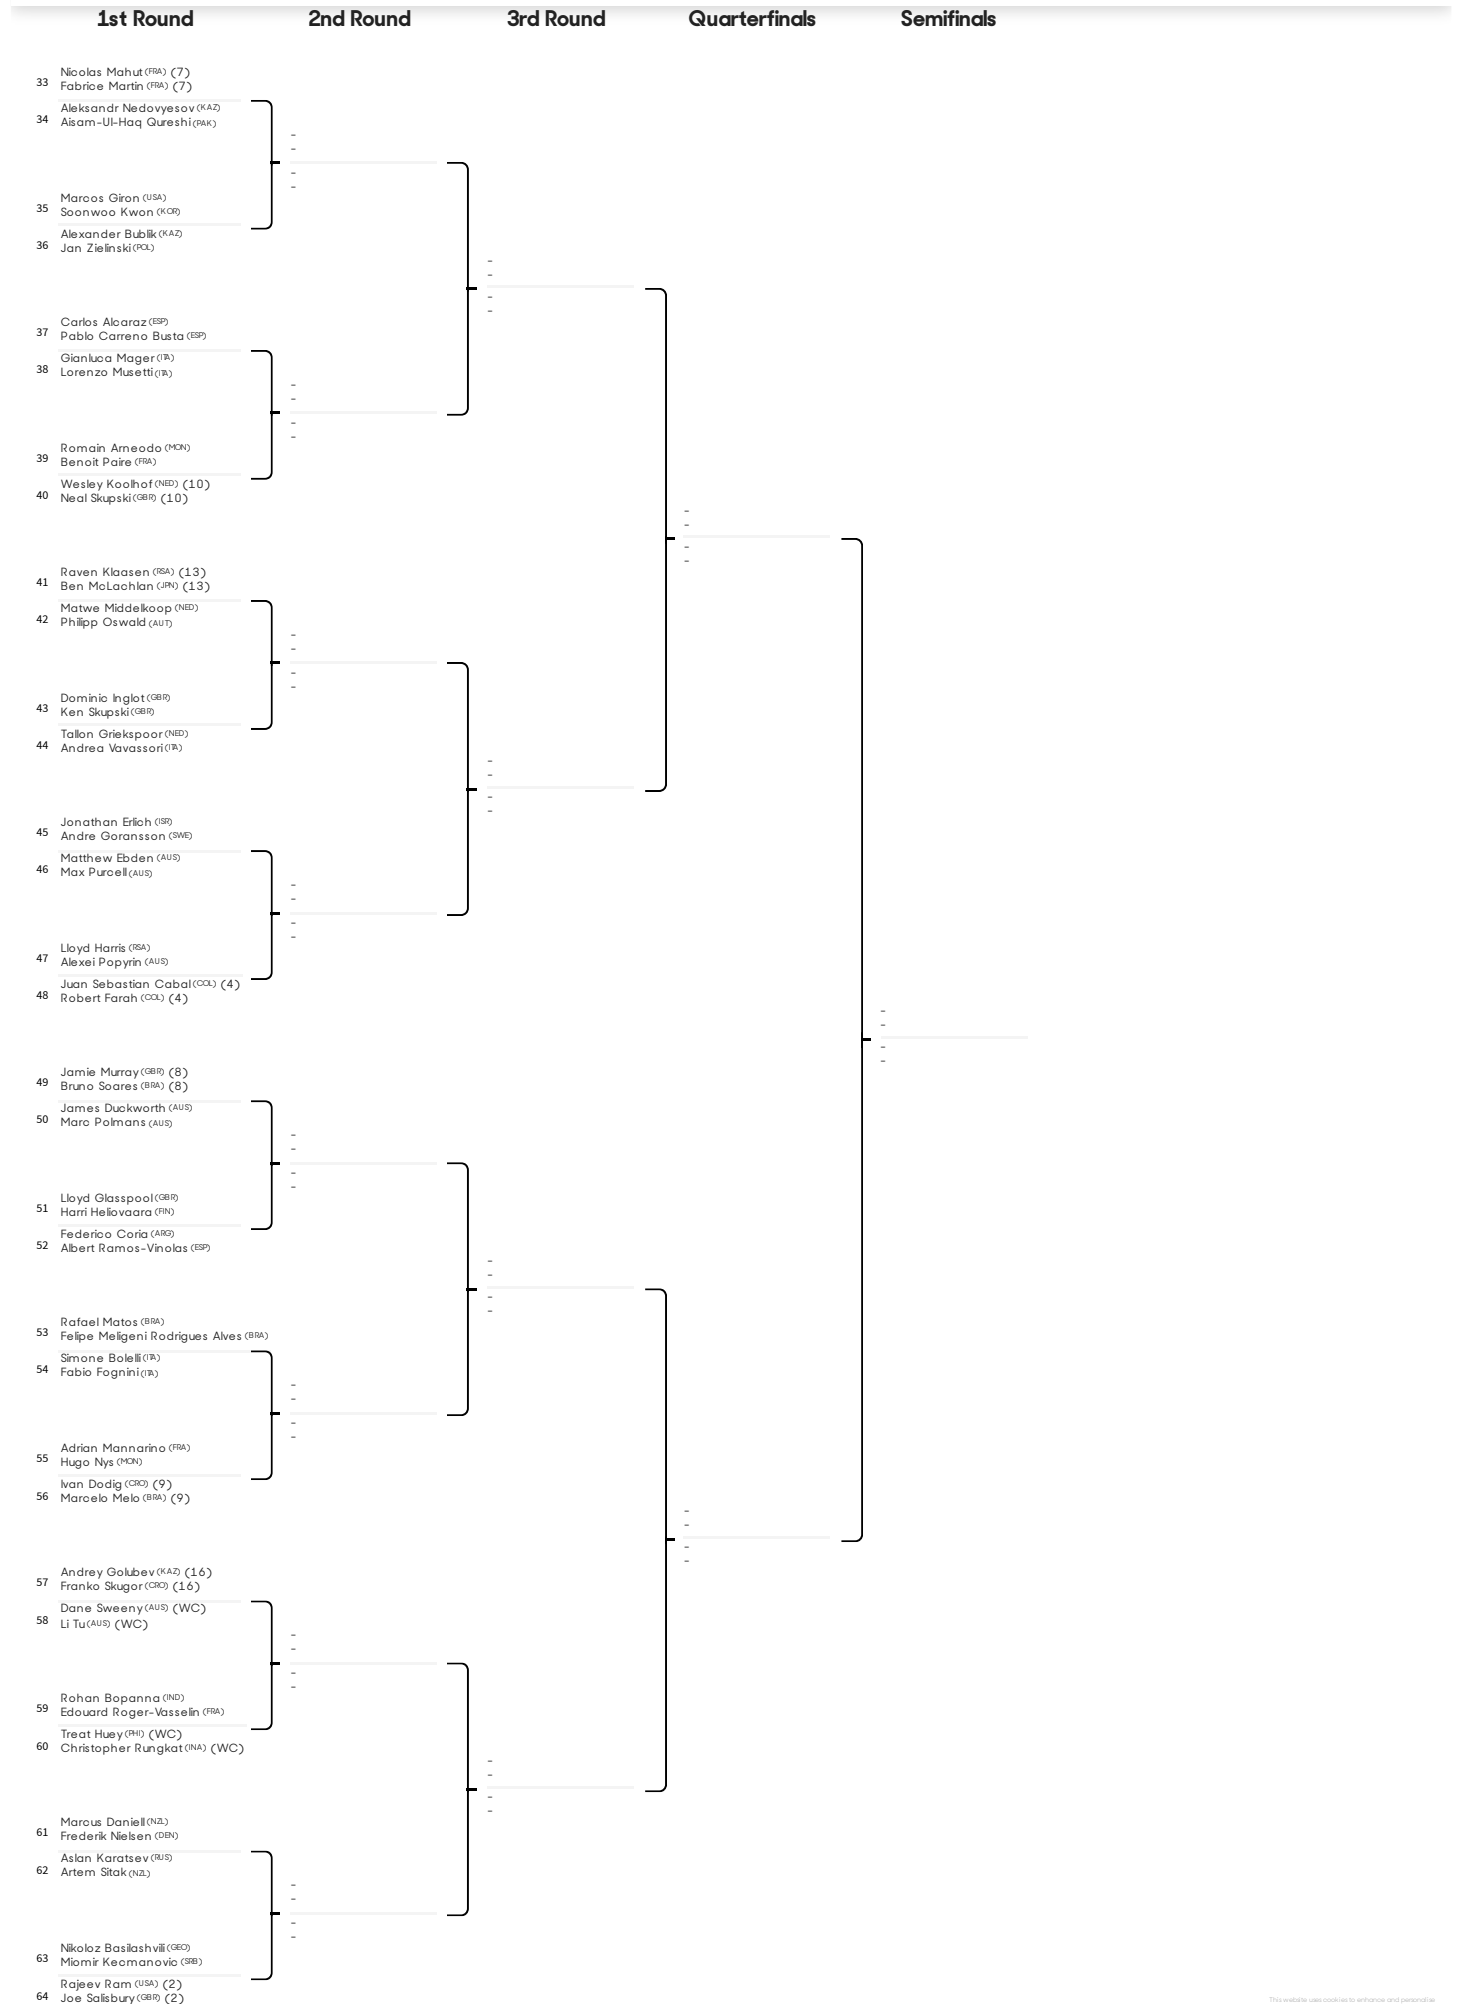 1st Round 2nd Round 3rd Round Quarterfinals Semifinals
33 Nicolas Mahut (FRA) (7)
Fabrice Martin (FRA) (7)
34 Aleksandr Nedovyesov (KAZ)
Aisam-Ul-Haq Qureshi (PAK)
-
-
-
-
35 Marcos Giron (USA)
Soonwoo Kwon (KOR)
36 Alexander Bublik (KAZ)
Jan Zielinski (POL)
-
-
-
-
37 Carlos Alcaraz (ESP)
Pablo Carreno Busta (ESP)
38 Gianluca Mager (ITA)
Lorenzo Musetti (ITA)
-
-
-
-
39 Romain Arneodo (MON)
Benoit Paire (FRA)
40 Wesley Koolhof (NED) (10)
Neal Skupski (GBR) (10)
-
-
-
-
41 Raven Klaasen (RSA) (13)
Ben McLachlan (JPN) (13)
42 Matwe Middelkoop (NED)
Philipp Oswald (AUT)
-
-
-
-
43 Dominic Inglot (GBR)
Ken Skupski (GBR)
44 Tallon Griekspoor (NED)
Andrea Vavassori (ITA)
-
-
-
-
45 Jonathan Erlich (ISR)
Andre Goransson (SWE)
46 Matthew Ebden (AUS)
Max Purcell (AUS)
-
-
-
-
47 Lloyd Harris (RSA)
Alexei Popyrin (AUS)
48 Juan Sebastian Cabal (COL) (4)
Robert Farah (COL) (4)
-
-
-
-
49 Jamie Murray (GBR) (8)
Bruno Soares (BRA) (8)
50 James Duckworth (AUS)
Marc Polmans (AUS)
-
-
-
-
51 Lloyd Glasspool (GBR)
Harri Heliovaara (FIN)
52 Federico Coria (ARG)
Albert Ramos-Vinolas (ESP)
-
-
-
-
53 Rafael Matos (BRA)
Felipe Meligeni Rodrigues Alves (BRA)
54 Simone Bolelli (ITA)
Fabio Fognini (ITA)
-
-
-
-
55 Adrian Mannarino (FRA)
Hugo Nys (MON)
56 Ivan Dodig (CRO) (9)
Marcelo Melo (BRA) (9)
-
-
-
-
57 Andrey Golubev (KAZ) (16)
Franko Skugor (CRO) (16)
58 Dane Sweeny (AUS) (WC)
Li Tu (AUS) (WC)
-
-
-
-
59 Rohan Bopanna (IND)
Edouard Roger-Vasselin (FRA)
60 Treat Huey (PHI) (WC)
Christopher Rungkat (INA) (WC)
-
-
-
-
61 Marcus Daniell (NZL)
Frederik Nielsen (DEN)
62 Aslan Karatsev (RUS)
Artem Sitak (NZL)
-
-
-
-
63 Nikoloz Basilashvili (GEO)
Miomir Kecmanovic (SRB)
64 Rajeev Ram (USA) (2)
Joe Salisbury (GBR) (2)
This website uses cookies to enhance and personalise